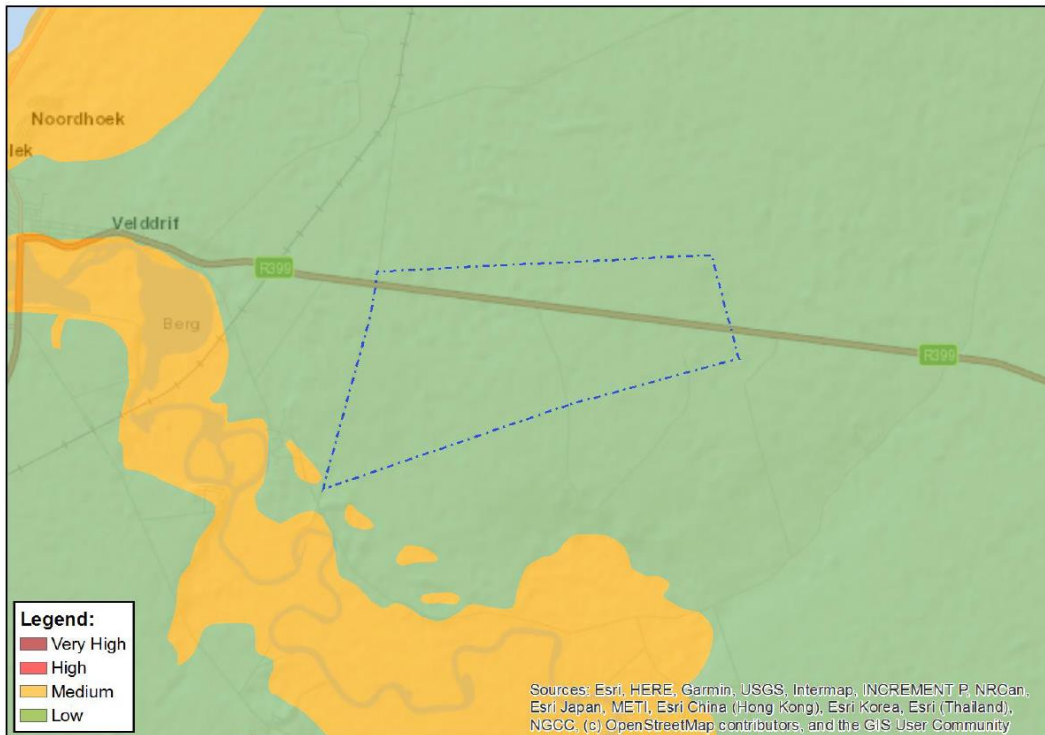 Noordhoek
lek
Velddrif
R399
Berg
R399
Legend:
Very High
High
Medium
Low
Sources: Esri, HERE, Garmin, USGS, Intermap, INCREMENT P, NRCan,
Esri Japan, METI, Esri China (Hong Kong), Esri Korea, Esri (Thailand),
NGCC, (c) OpenStreetMap contributors, and the GIS User Community